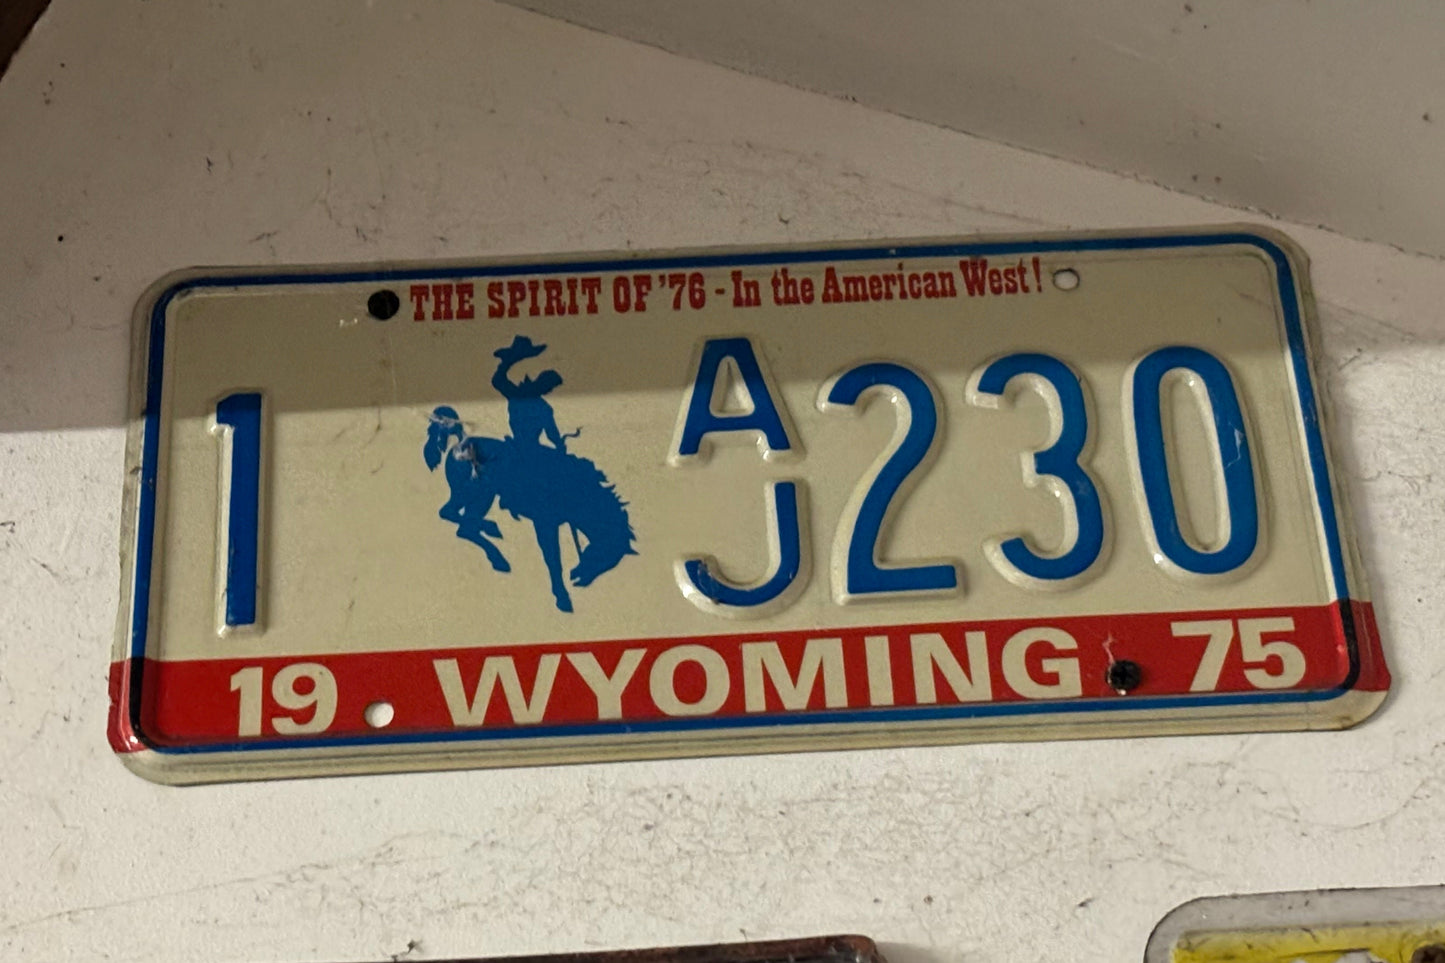 THE SPIRIT OF '76 - In the American West!
1 AJ 230
19 • WYOMING • 75